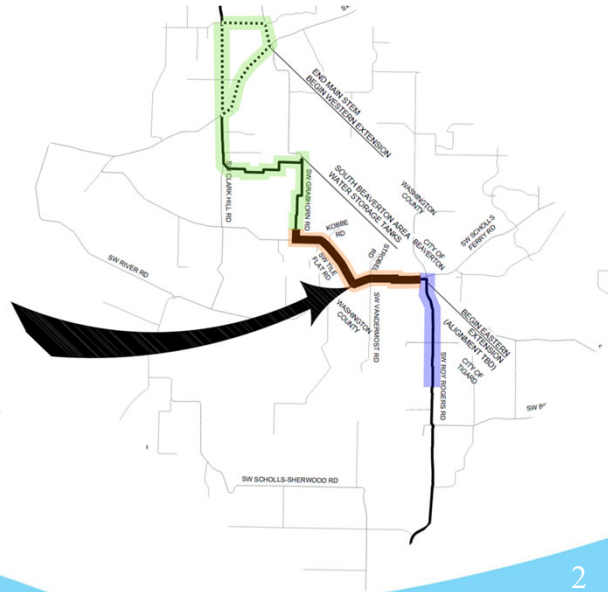 SW
END MAIN STEM
BEGIN WESTERN EXTENSION
SW CLARK HILL RD
SW GRABHORN RD
SOUTH BEAVERTON AREA
WATER STORAGE TANKS
WASHINGTON
COUNTY
KOBBE
RD
CITY OF
BEAVERTON
SW SCHOLLS
FERRY RD
STROBEL
RD
SW TILE
FLAT RD
SW RIVER RD
WASHINGTON
COUNTY
SW VANDERMOST RD
BEGIN EASTERN
EXTENSION
(ALIGNMENT TBD)
CITY OF
TIGARD
SW ROY ROGERS RD
SW
SW SCHOLLS-SHERWOOD RD
2